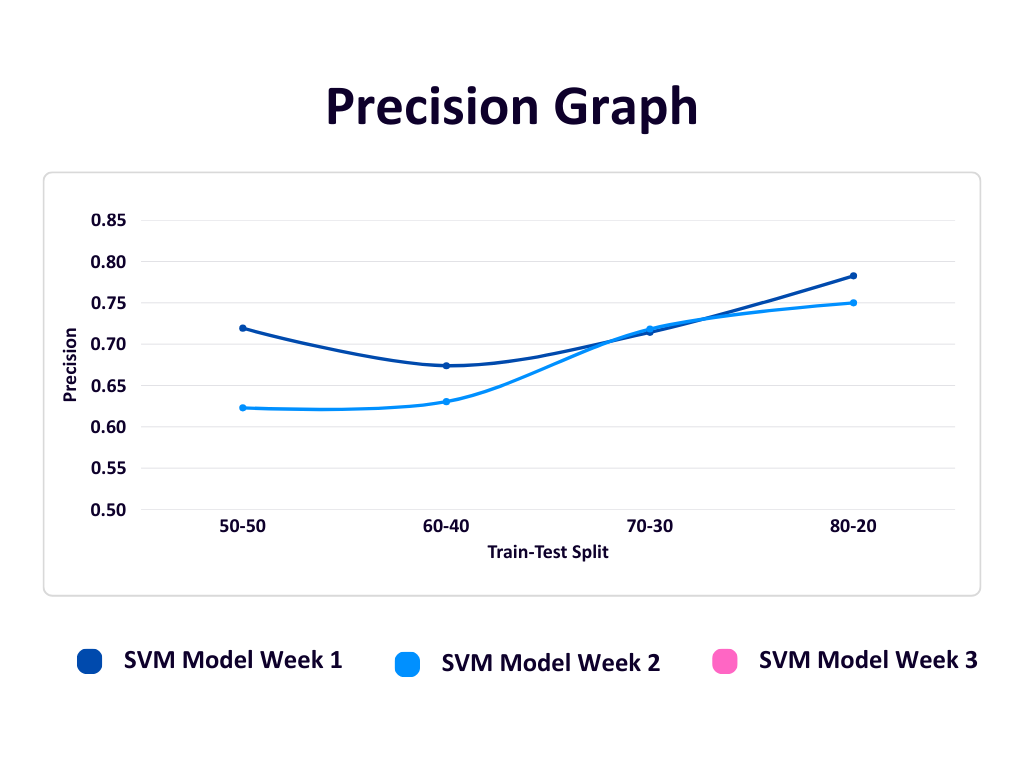 Precision Graph
0.85
0.80
0.75
0.70
0.65
0.60
0.55
0.50
Precision
50-50 60-40 70-30 80-20
Train-Test Split
SVM Model Week 1 SVM Model Week 2 SVM Model Week 3